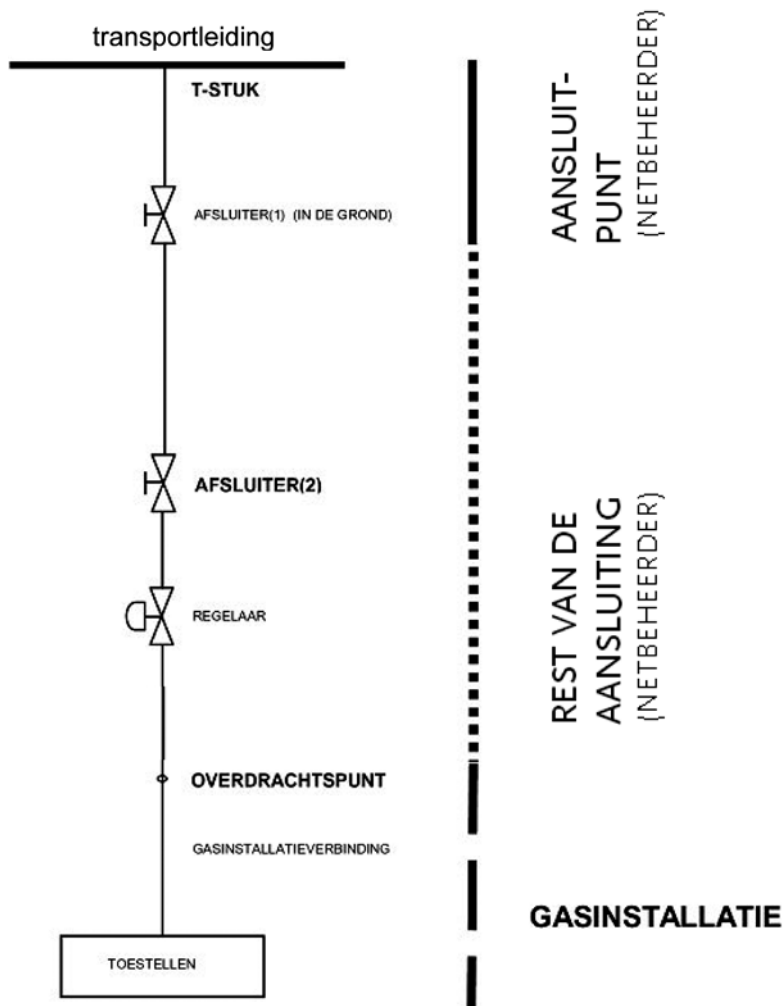 transportleiding
T-STUK
AFSLUITER(1) (IN DE GROND)
AFSLUITER(2)
REGELAAR
OVERDRACHTSPUNT
GASINSTALLATIEVERBINDING
TOESTELLEN
AANSLUIT-
PUNT
(NETBEHEERDER)
REST VAN DE
AANSLUITING
(NETBEHEERDER)
GASINSTALLATIE